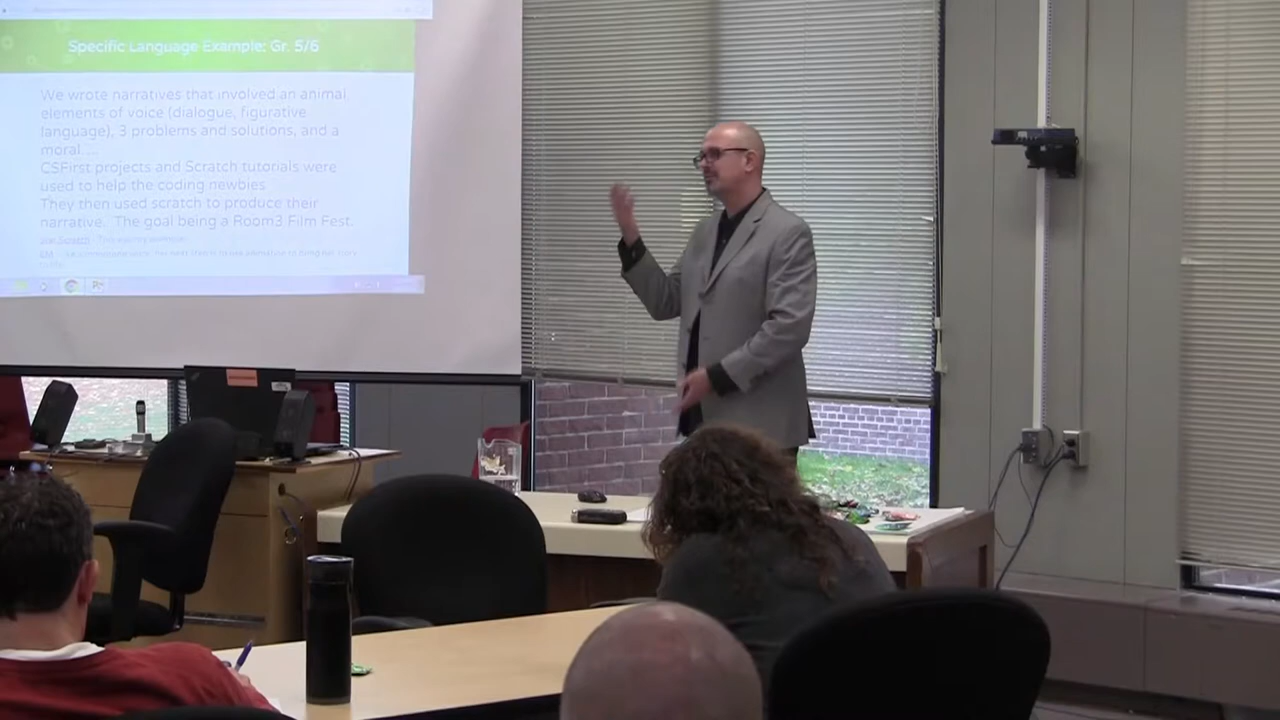 Specific Language Example: Gr. 5/6
We wrote narratives that involved an animal
elements of voice (dialogue, figurative
language), 3 problems and solutions, and a
moral ...
CSFirst projects and Scratch tutorials were
used to help the coding newbies
They then used scratch to produce their
narrative. The goal being a Room3 Film Fest.